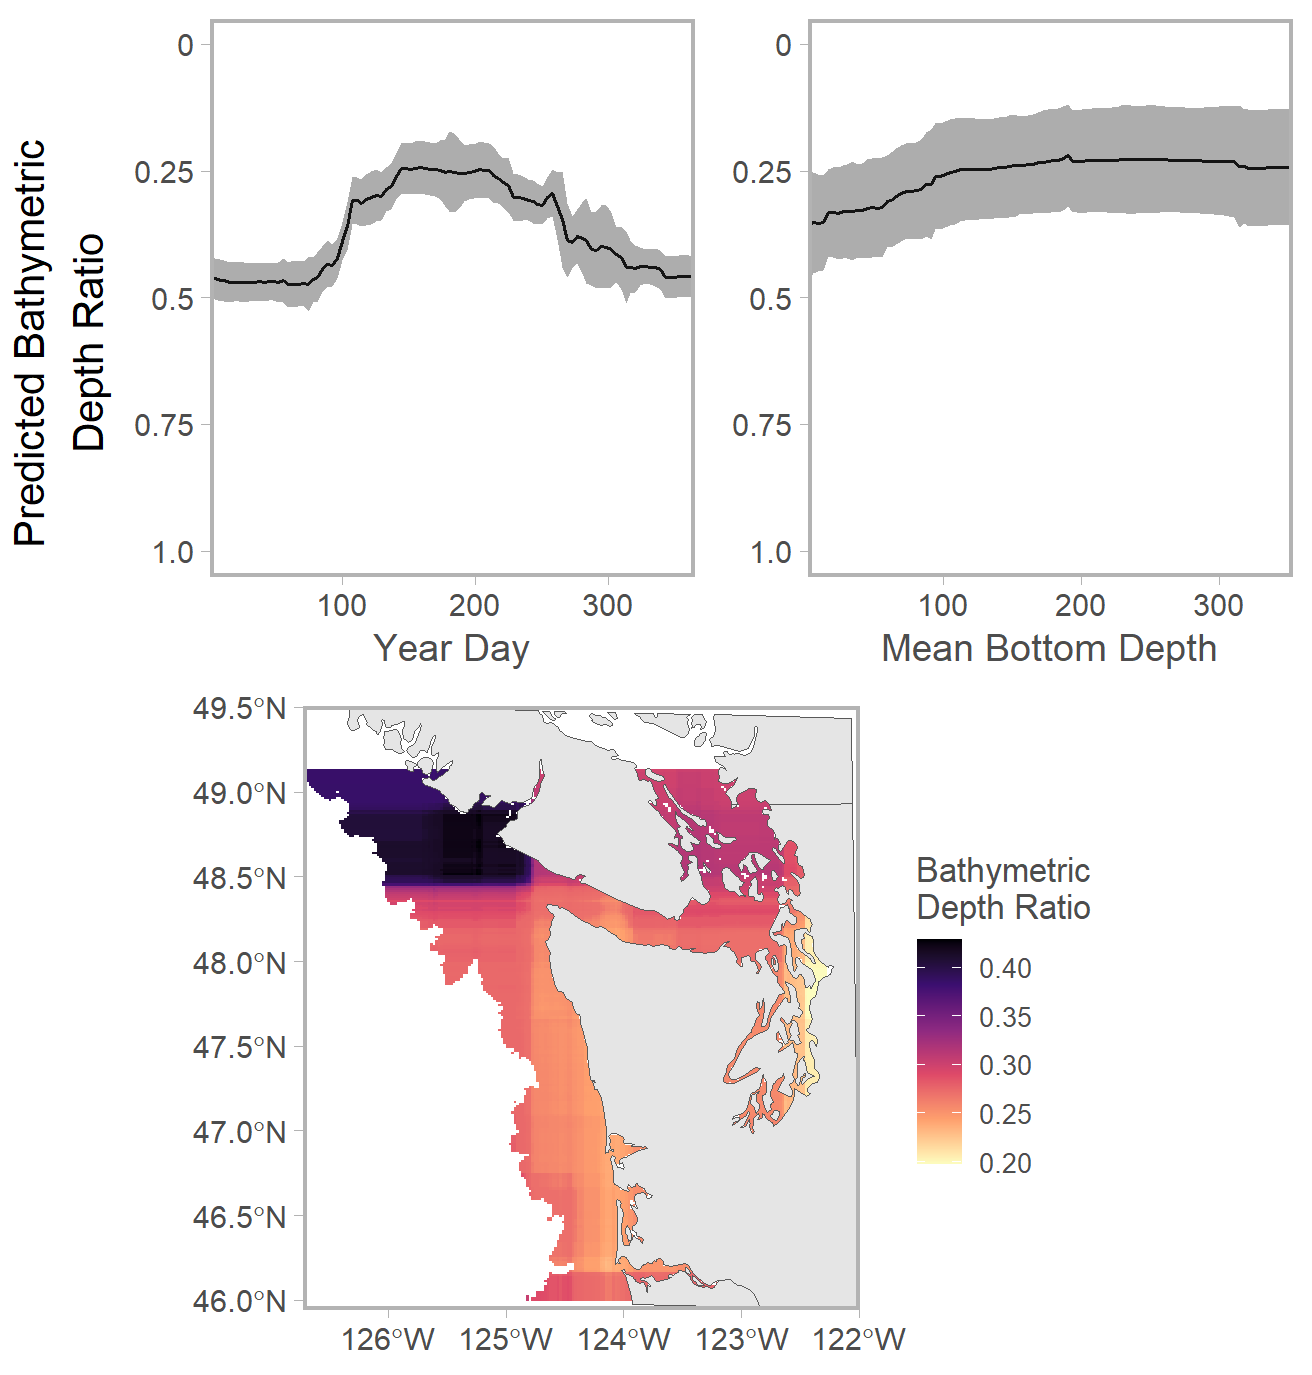 Predicted Bathymetric
Depth Ratio
0
0.25
0.5
0.75
1.0
100 200 300
Year Day
0
0.25
0.5
0.75
1.0
100 200 300
Mean Bottom Depth
49.5°N
49.0°N
48.5°N
48.0°N
47.5°N
47.0°N
46.5°N
46.0°N
126°W 125°W 124°W 123°W 122°W
Bathymetric
Depth Ratio
0.40
0.35
0.30
0.25
0.20